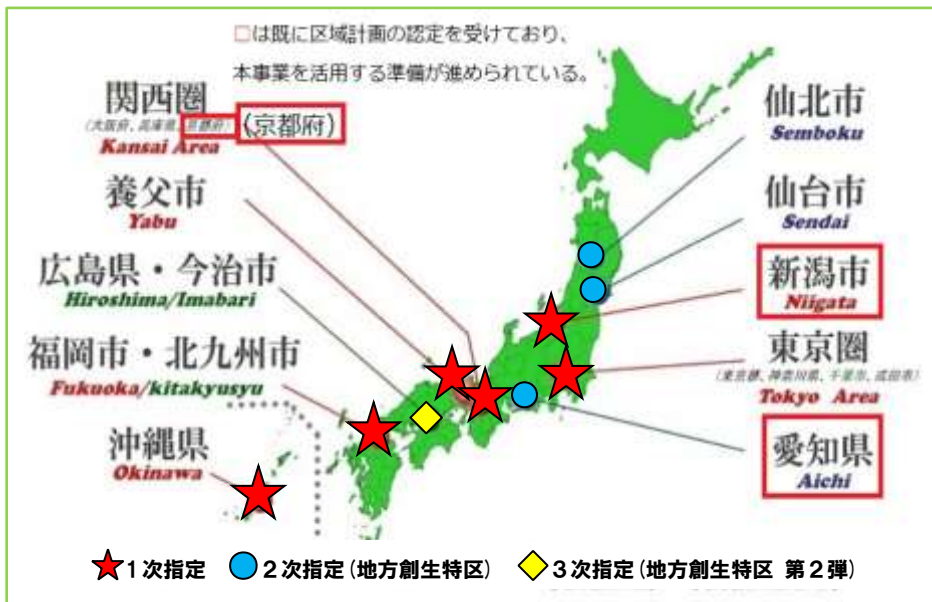 □は既に区域計画の認定を受けており、
本事業を活用する準備が進められている。
関西圏
(大阪府、兵庫県、京都府)
(京都府)
Kansai Area
養父市
Yabu
広島県・今治市
Hiroshima/Imabari
福岡市・北九州市
Fukuoka/kitakyusyu
沖縄県
Okinawa
仙北市
Semboku
仙台市
Sendai
新潟市
Niigata
東京圏
(東京都、神奈川県、千葉市、成田市)
Tokyo Area
愛知県
Aichi
1次指定
2次指定(地方創生特区)
3次指定(地方創生特区 第2弾)